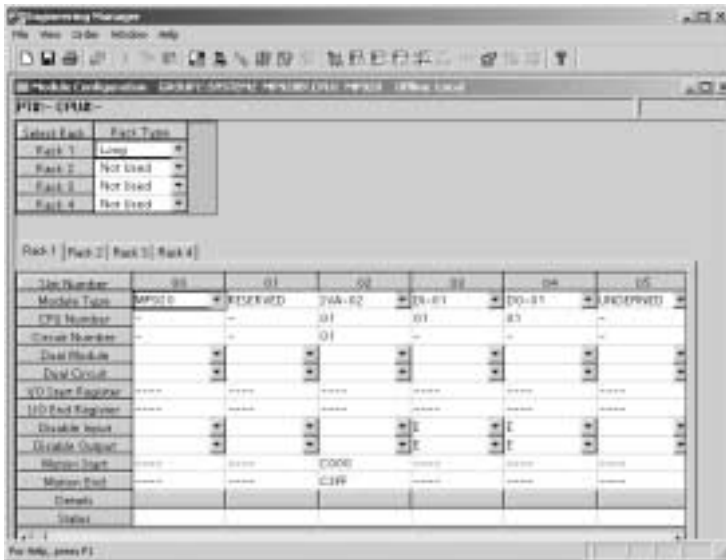 Engineering Manager
File View Order Window Help
Module Configuration
Offline Local
PT#:- CPU#:-
Select Rack Rack Type
Rack 1 Long
Rack 2 Not Used
Rack 3 Not Used
Rack 4 Not Used
Rack 1 Rack 2 Rack 3 Rack 4
Slot Number 00 01 02 03 04 05
Module Type MP920 RESERVED SVA-02 DI-01 DO-01 UNDEFINED
CPU Number - - 01 01 01 -
Circuit Number - - 01 - - -
Dual Module
Dual Circuit
I/O Start Register ---- ---- ---- ---- ---- ----
I/O End Register ---- ---- ---- ---- ---- ----
Disable Input E E
Disable Output E E
Motion Start ---- ---- C000 ---- ---- ----
Motion End ---- ---- C3FF ---- ---- ----
Details
Status
For Help, press F1